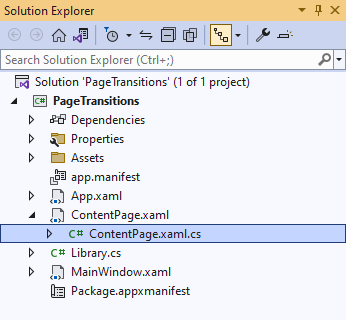 Solution Explorer
Search Solution Explorer (Ctrl+;)
Solution 'PageTransitions' (1 of 1 project)
C# PageTransitions
Dependencies
Properties
Assets
app.manifest
App.xaml
ContentPage.xaml
C# ContentPage.xaml.cs
C# Library.cs
MainWindow.xaml
Package.appxmanifest